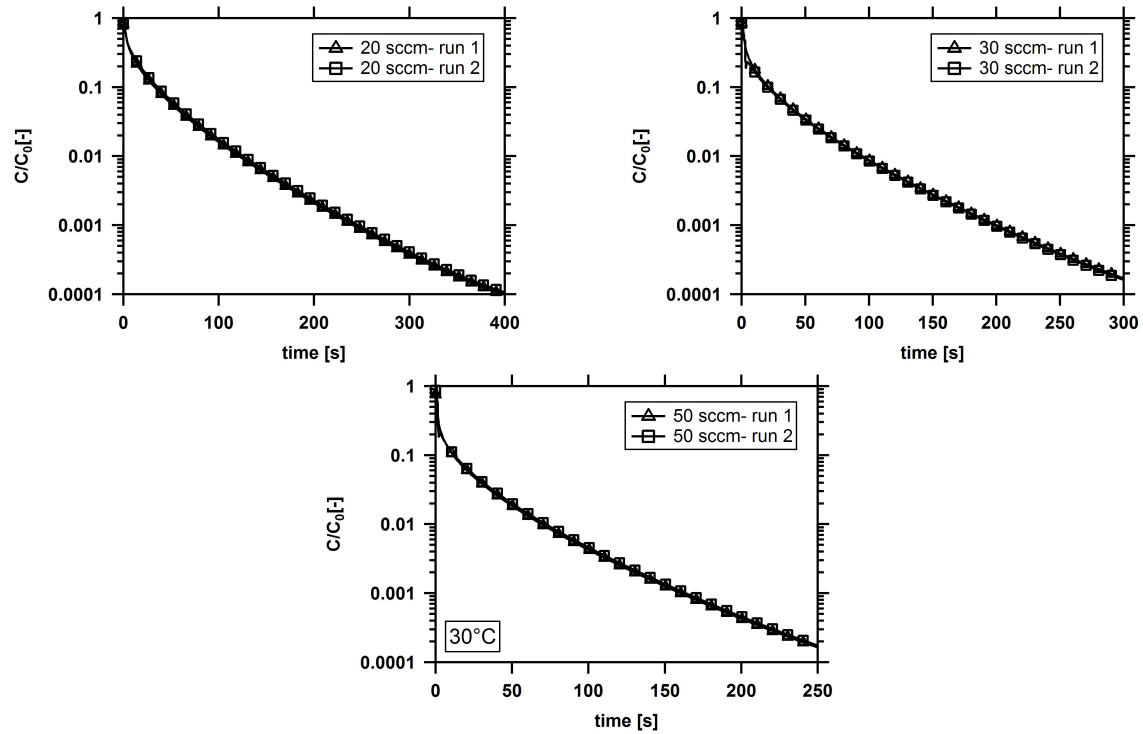 1
0.1
0.01
0.001
0.0001
C/C0[-]
20 sccm- run 1
20 sccm- run 2
0 100 200 300 400
time [s]
1
0.1
0.01
0.001
0.0001
C/C0[-]
30 sccm- run 1
30 sccm- run 2
0 50 100 150 200 250 300
time [s]
1
0.1
0.01
0.001
0.0001
C/C0[-]
50 sccm- run 1
50 sccm- run 2
30°C
0 50 100 150 200 250
time [s]